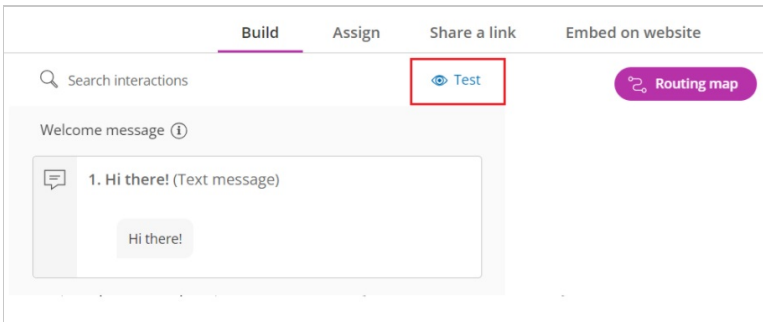 Build Assign Share a link Embed on website
Search interactions Test Routing map
Welcome message
1. Hi there! (Text message)
Hi there!